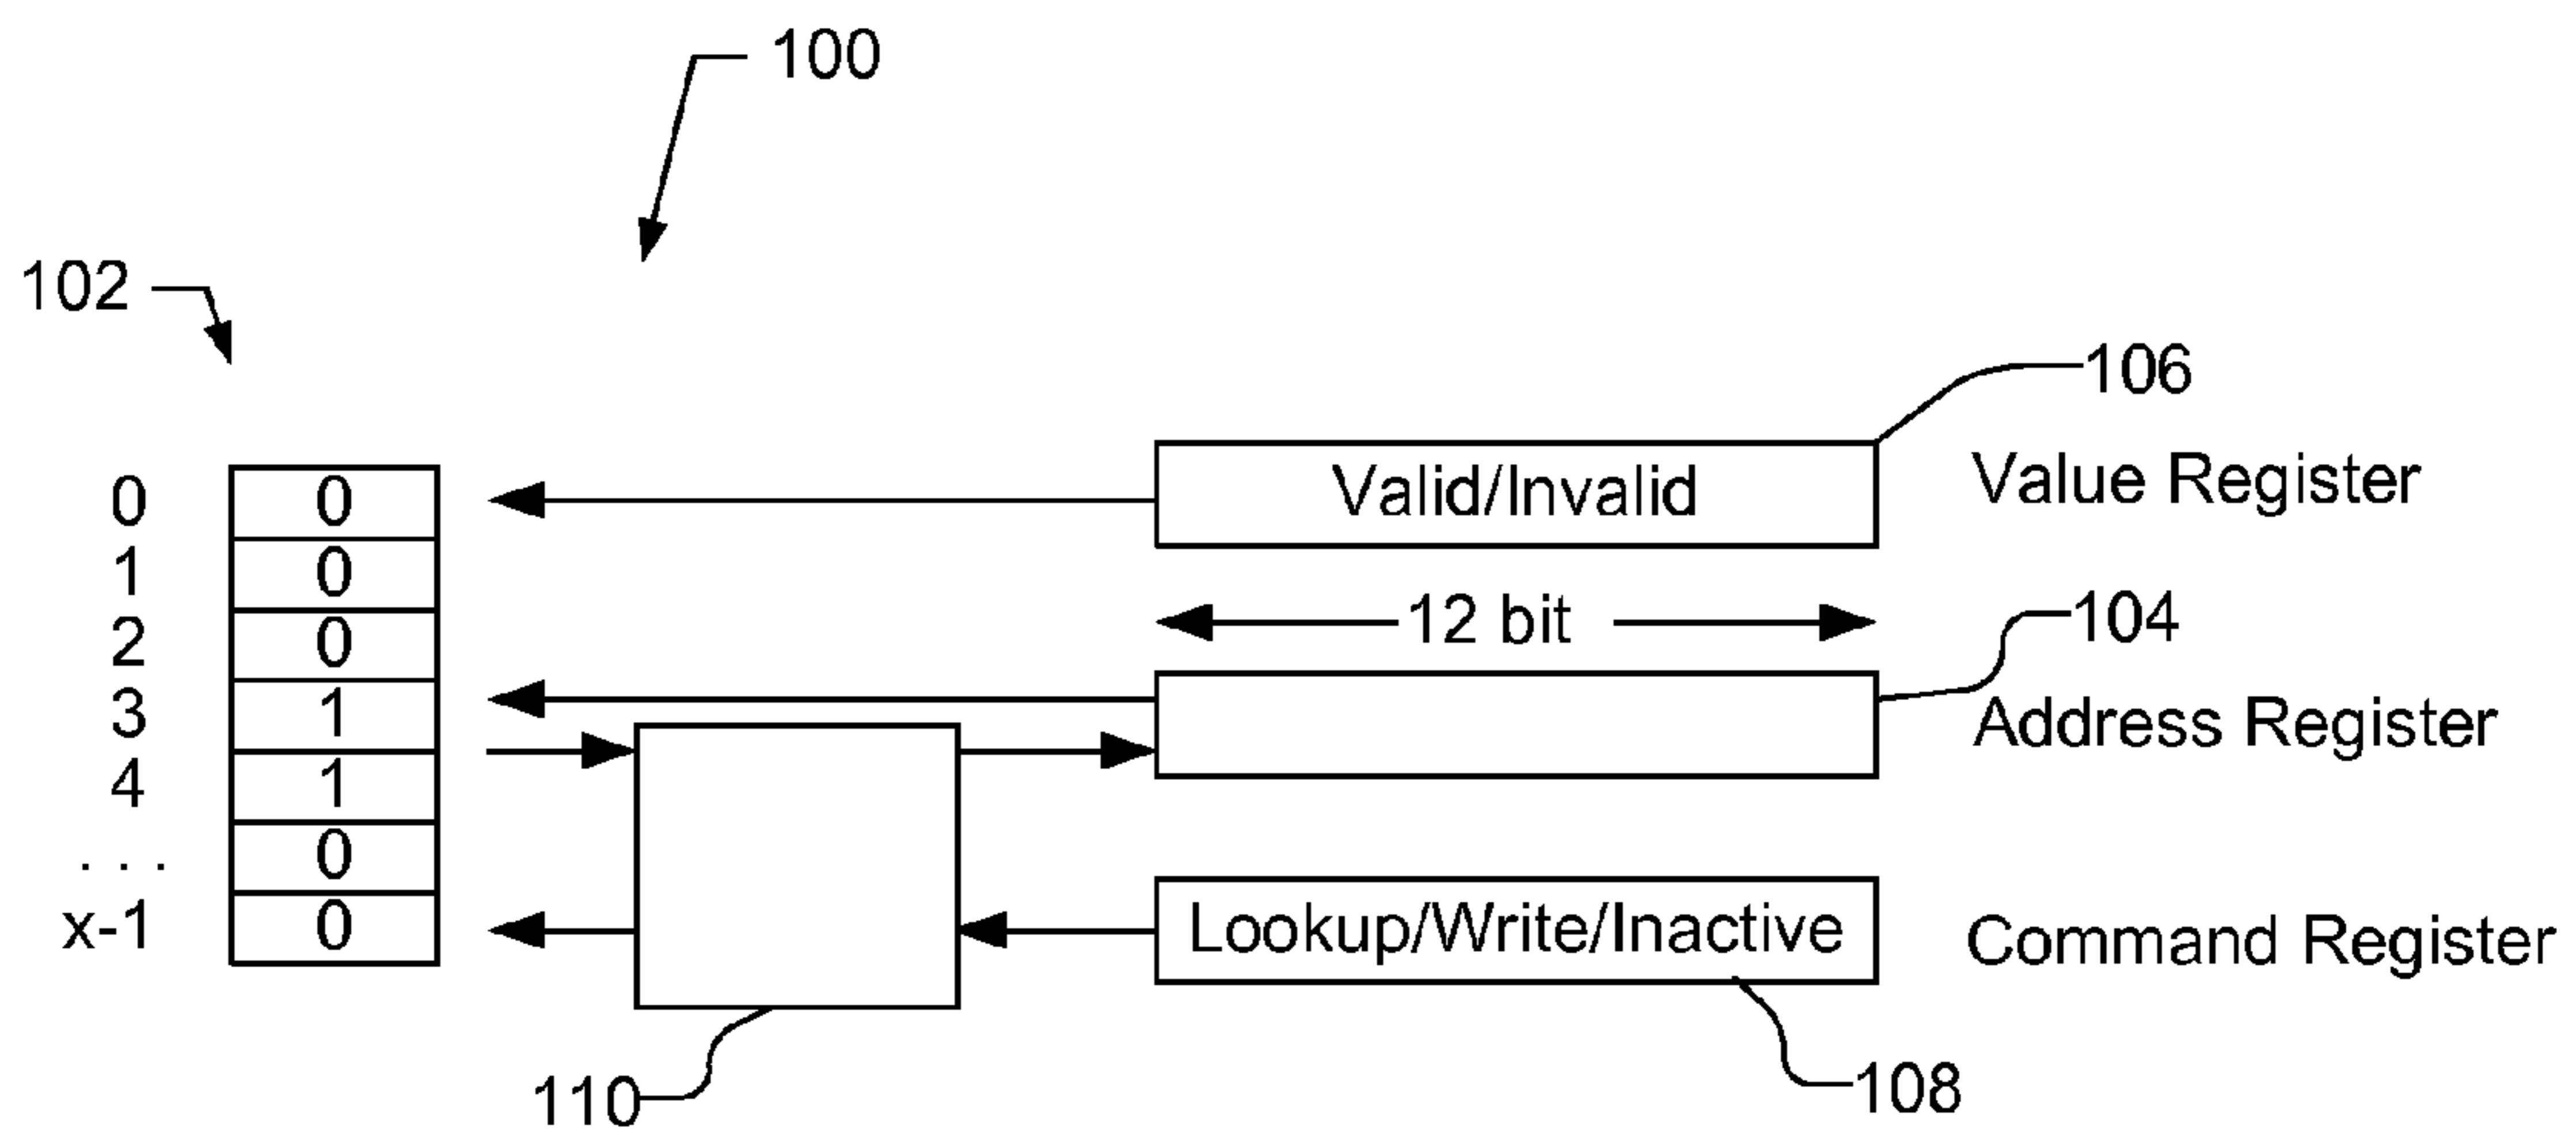 100
102
106
Valid/Invalid Value Register
0 0
1 0
12 bit
104
2 0
3 1
Address Register
4 1
. . . 0
x-1 0
Lookup/Write/Inactive Command Register
110
108